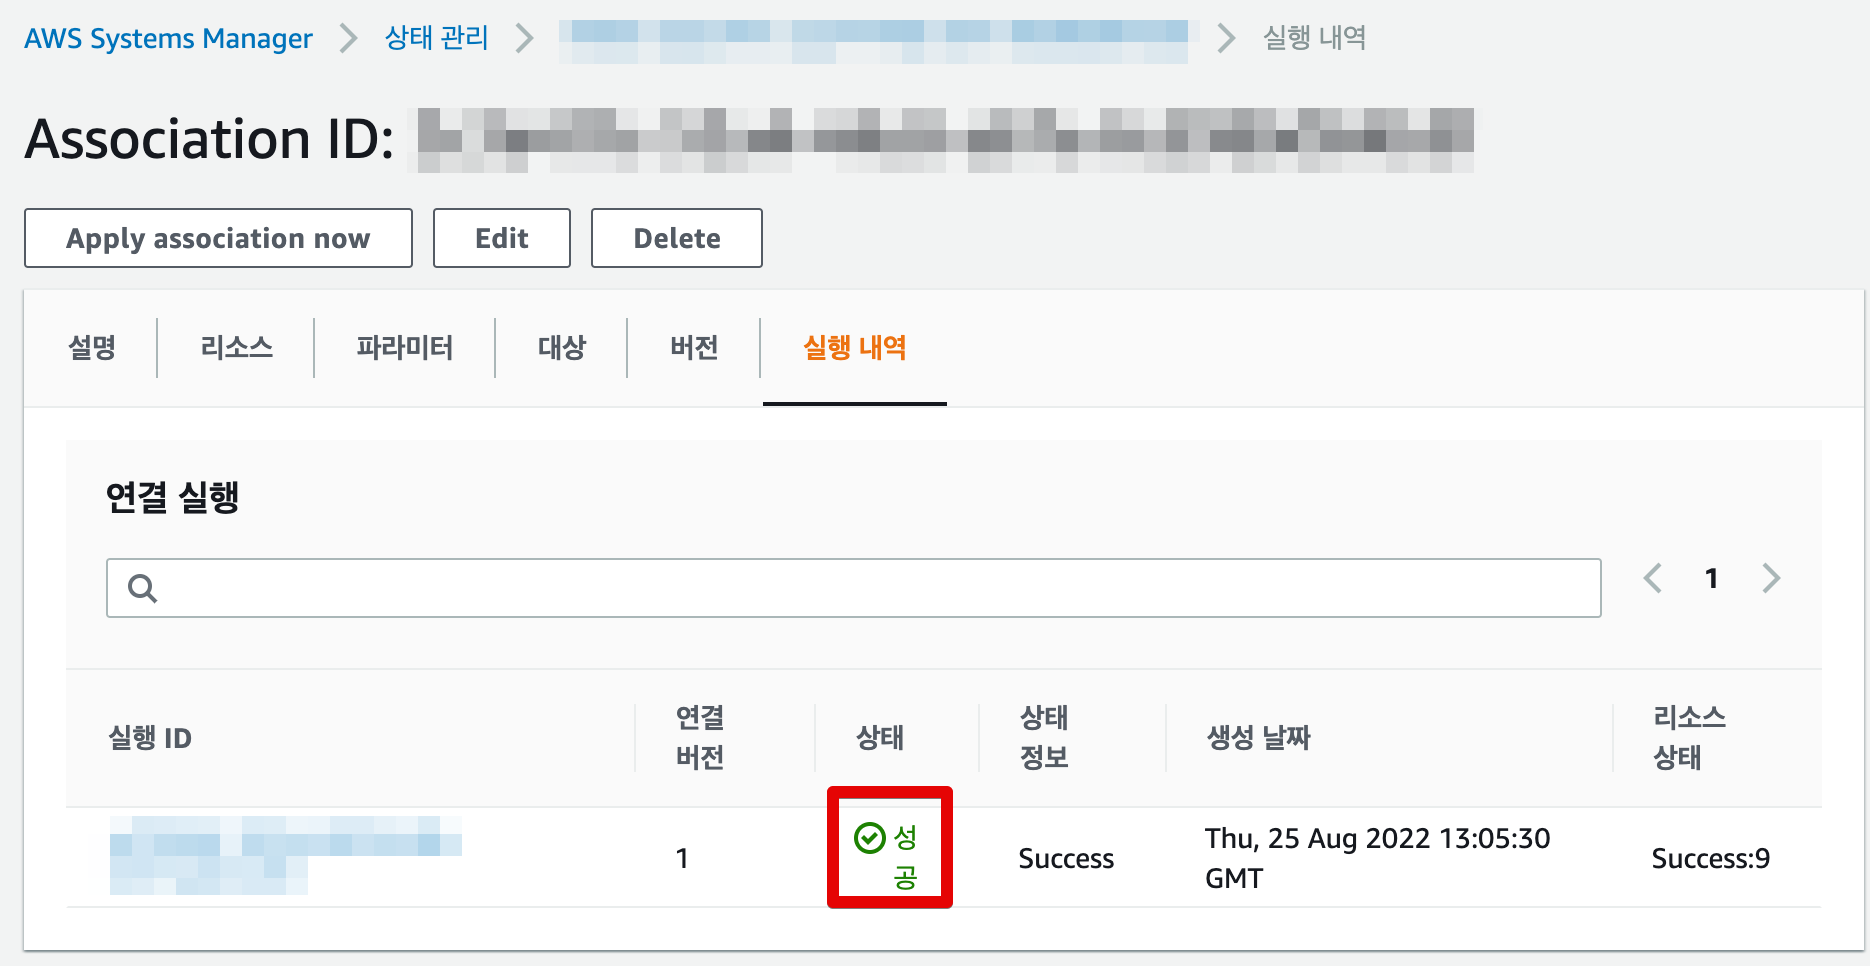 AWS Systems Manager 상태 관리 실행 내역
Association ID:
Apply association now Edit Delete
설명 리소스 파라미터 대상 버전 실행 내역
연결 실행
1
실행 ID 연결 버전 상태 상태 정보 생성 날짜 리소스 상태
1 성공 Success Thu, 25 Aug 2022 13:05:30 GMT Success:9